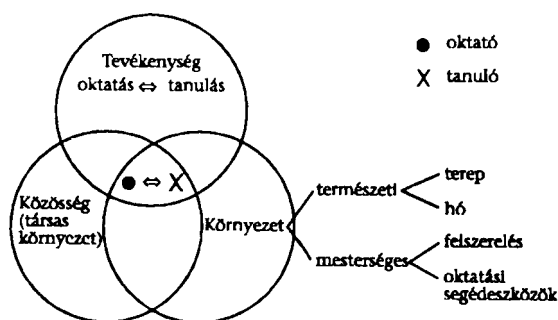 Tevékenység
oktatás ⇔ tanulás
● oktató
X tanuló
● ⇔ X
Közösség
(társas
környezet)
Környezet
természeti
terep
hó
mesterséges
felszerelés
oktatási
segédeszközök